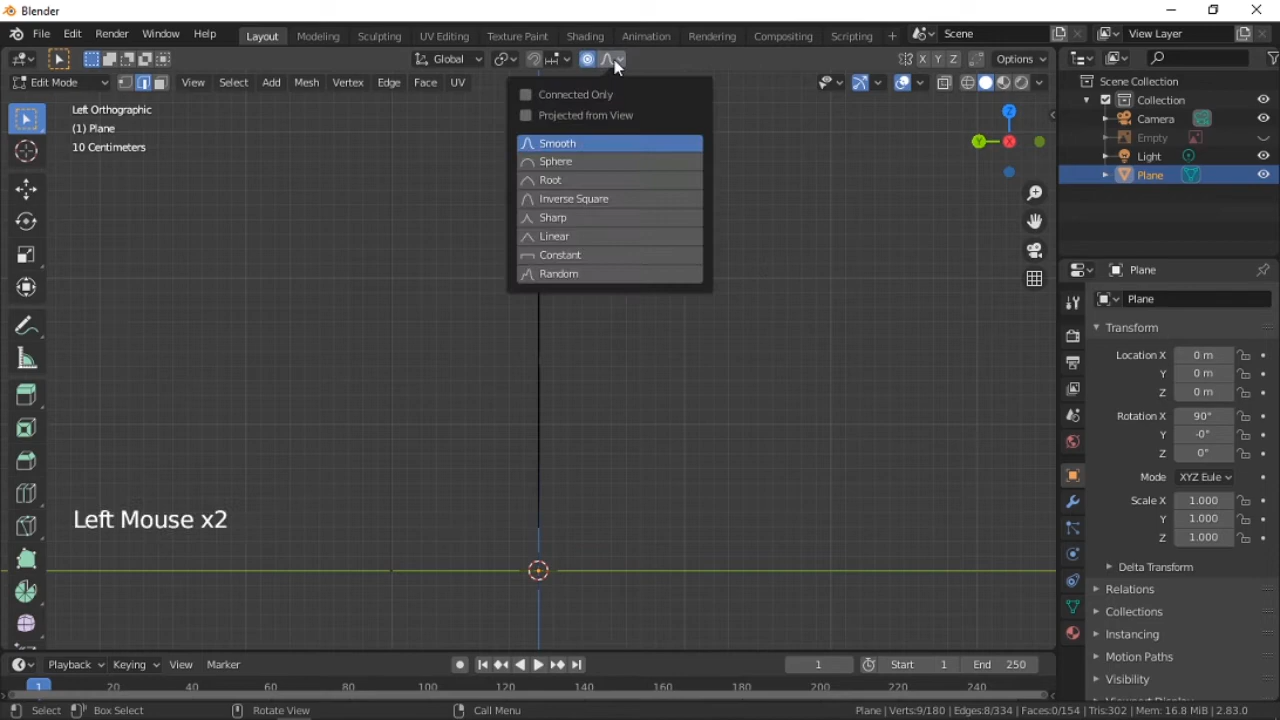 Blender
File Edit Render Window Help Layout Modeling Sculpting UV Editing Texture Paint Shading Animation Rendering Compositing Scripting + Scene View Layer
Global Options
Edit Mode View Select Add Mesh Vertex Edge Face UV
X Y Z
Left Orthographic
(1) Plane
10 Centimeters
Connected Only
Projected from View
Smooth
Sphere
Root
Inverse Square
Sharp
Linear
Constant
Random
Z
Y
X
Left Mouse x2
Scene Collection
Collection
Camera
Empty
Light
Plane
Plane
Plane
Transform
Location X 0 m
Y 0 m
Z 0 m
Rotation X 90°
Y -0°
Z 0°
Mode XYZ Eule
Scale X 1.000
Y 1.000
Z 1.000
Delta Transform
Relations
Collections
Instancing
Motion Paths
Visibility
Playback Keying View Marker 1 Start 1 End 250
1 20 40 60 80 100 120 140 160 180 200 220 240
Select Box Select Rotate View Call Menu Plane | Verts:9/180 | Edges:8/334 | Faces:0/154 | Tris:302 | Mem: 16.8 MiB | 2.83.0